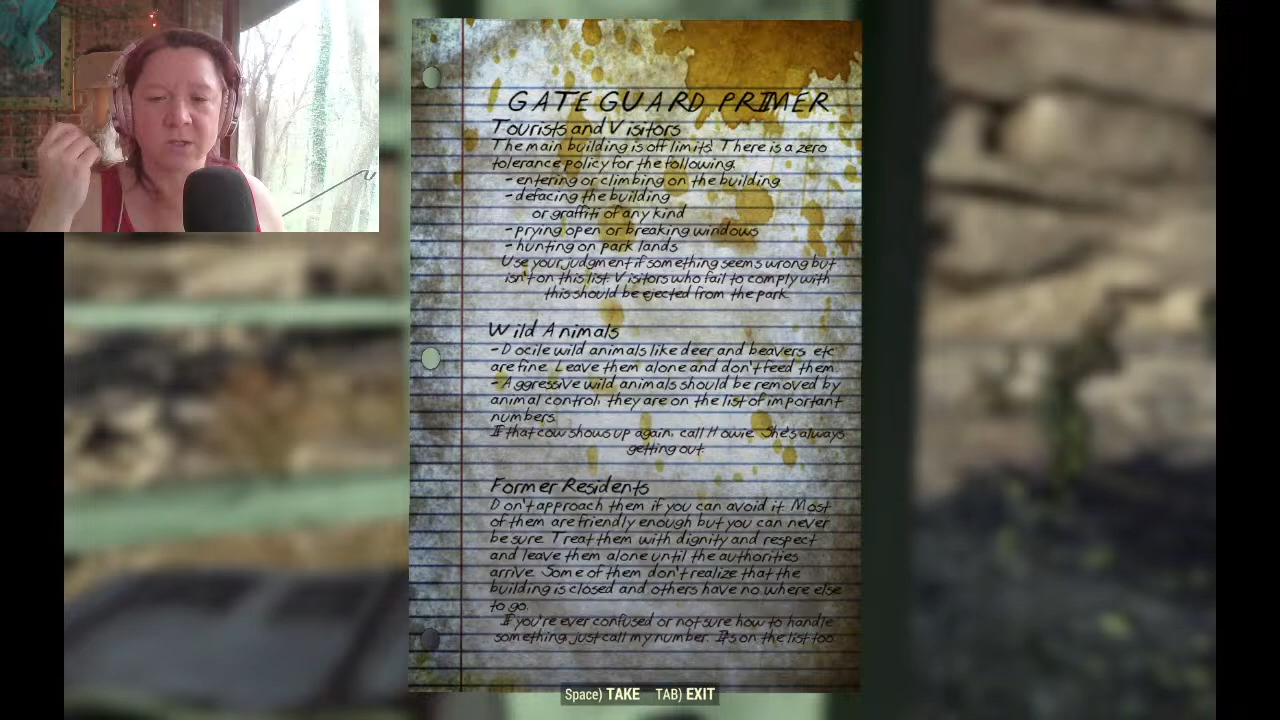 GATE GUARD PRIMER
Tourists and Visitors
The main building is off limits. There is a zero
tolerance policy for the following.
- entering or climbing on the building
- defacing the building
or graffiti of any kind
- prying open or breaking windows
- hunting on park lands
Use your judgment if something seems wrong but
isn't on this list. Visitors who fail to comply with
this should be ejected from the park.
Wild Animals
- Docile wild animals like deer and beavers, etc
are fine. Leave them alone and don't feed them.
- Aggressive wild animals should be removed by
animal control, they are on the list of important
numbers.
If that cow shows up again, call Howie. She's always
getting out.
Former Residents
Don't approach them if you can avoid it. Most
of them are friendly enough but you can never
be sure. Treat them with dignity and respect
and leave them alone until the authorities
arrive. Some of them don't realize that the
building is closed and others have no where else
to go.
If you're ever confused or not sure how to handle
something, just call my number. It's on the list too.
Space) TAKE TAB) EXIT